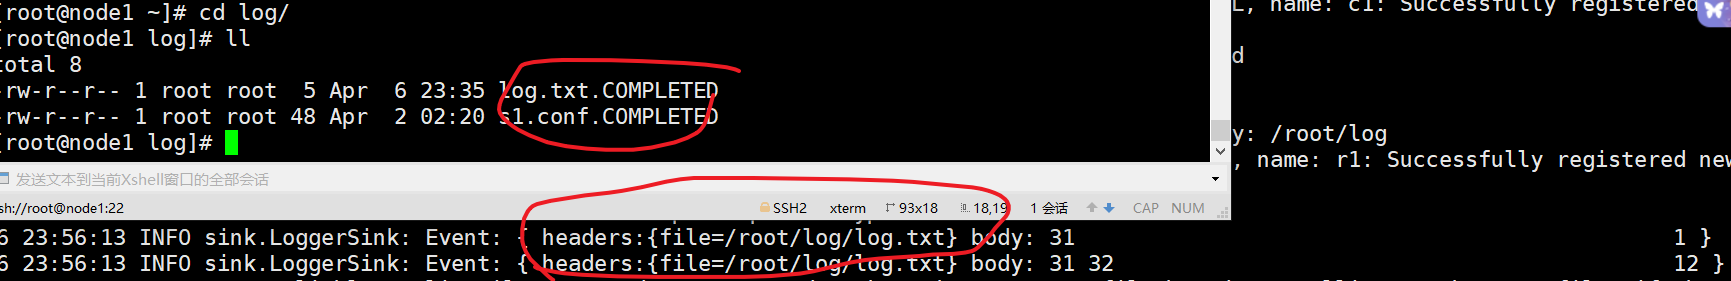 [root@node1 ~]# cd log/
[root@node1 log]# ll
total 8
-rw-r--r-- 1 root root  5 Apr  6 23:35 log.txt.COMPLETED
-rw-r--r-- 1 root root 48 Apr  2 02:20 s1.conf.COMPLETED
[root@node1 log]#
发送文本到当前Xshell窗口的全部会话
sh://root@node1:22 SSH2 xterm 93x18 18,19 1 会话 CAP NUM
L, name: c1: Successfully registered
d
y: /root/log
, name: r1: Successfully registered new
6 23:56:13 INFO sink.LoggerSink: Event: { headers:{file=/root/log/log.txt} body: 31 1 }
6 23:56:13 INFO sink.LoggerSink: Event: { headers:{file=/root/log/log.txt} body: 31 32 12 }